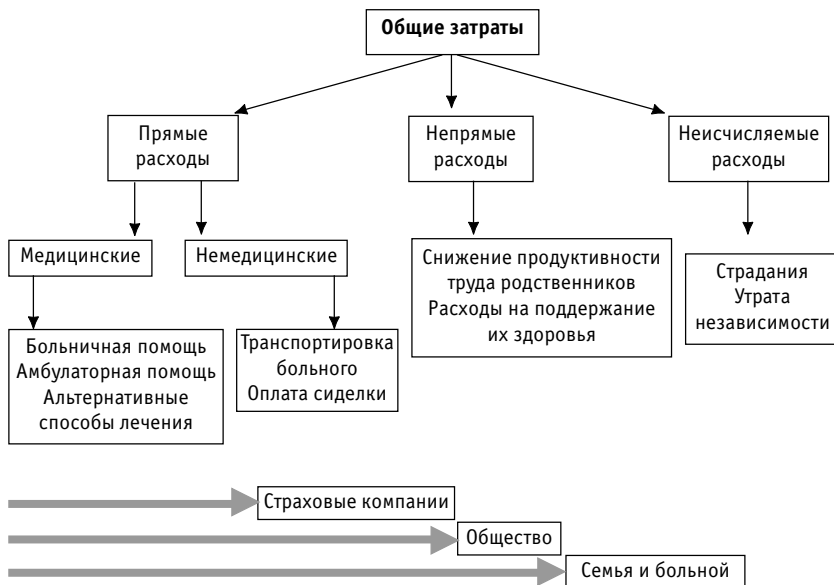 Общие затраты
Прямые
расходы
Непрямые
расходы
Неисчисляемые
расходы
Медицинские
Немедицинские
Больничная помощь
Амбулаторная помощь
Альтернативные
способы лечения
Транспортировка
больного
Оплата сиделки
Снижение продуктивности
труда родственников
Расходы на поддержание
их здоровья
Страдания
Утрата
независимости
Страховые компании
Общество
Семья и больной